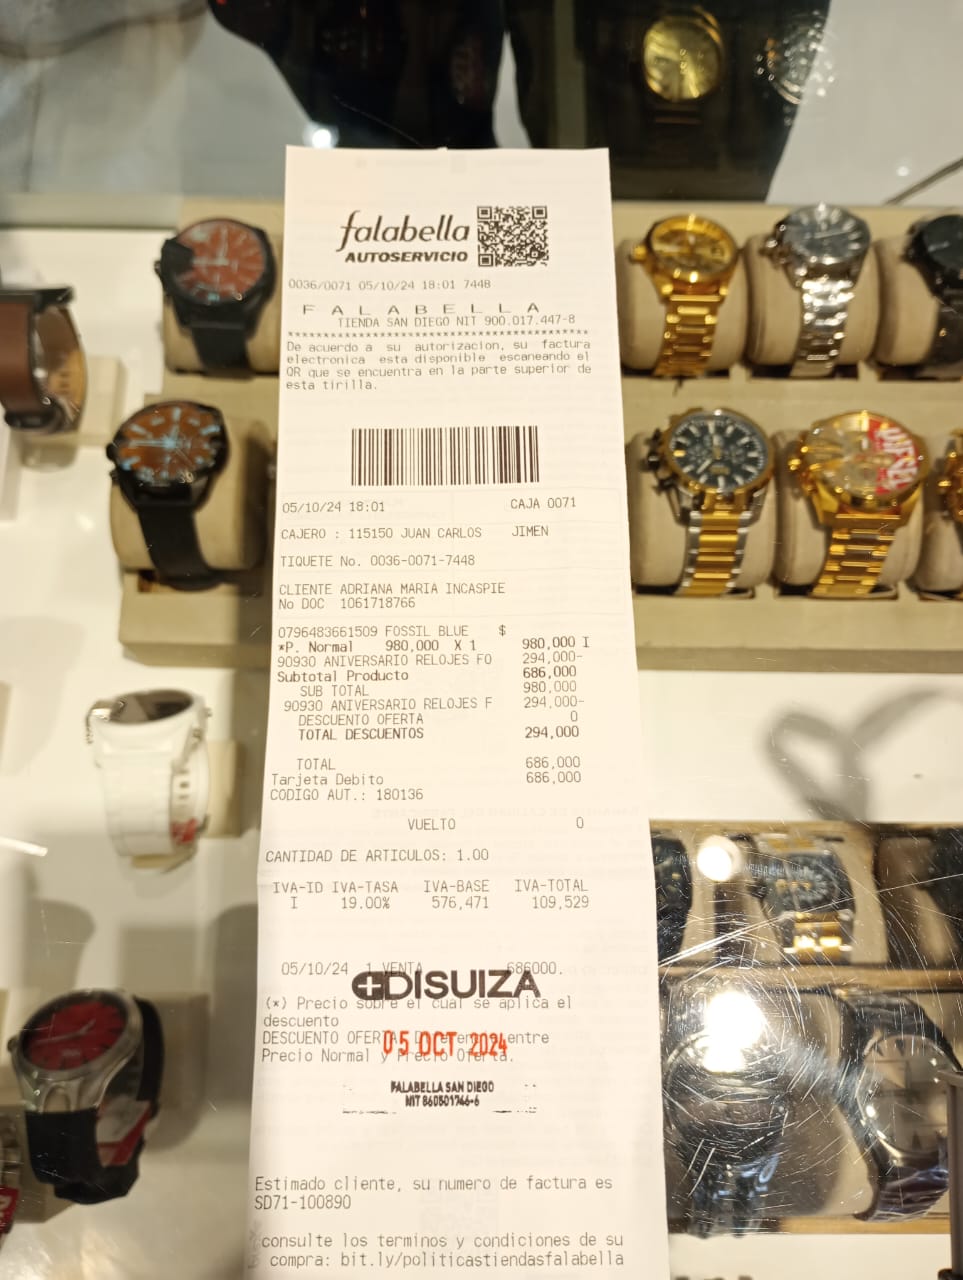 falabella
AUTOSERVICIO
0036/0071 05/10/24 18:01 7448
FALABELLA
TIENDA SAN DIEGO NIT 900.017.447-8
****************************************************
De acuerdo a su autorizacion, su factura
electronica esta disponible escaneando el
QR que se encuentra en la parte superior de
esta tirilla.
05/10/24 18:01 CAJA 0071
CAJERO : 115150 JUAN CARLOS JIMEN
TIQUETE No. 0036-0071-7448
CLIENTE ADRIANA MARIA INCASPIE
No DOC 1061718766
0796483661509 FOSSIL BLUE $
*P. Normal 980,000 X 1 980,000 I
90930 ANIVERSARIO RELOJES FO 294,000-
Subtotal Producto 686,000
SUB TOTAL 980,000
90930 ANIVERSARIO RELOJES F 294,000-
DESCUENTO OFERTA 0
TOTAL DESCUENTOS 294,000
TOTAL 686,000
Tarjeta Debito 686,000
CODIGO AUT.: 180136
VUELTO 0
CANTIDAD DE ARTICULOS: 1.00
IVA-ID IVA-TASA IVA-BASE IVA-TOTAL
I 19.00% 576,471 109,529
05/10/24 1 VENTA 686000.
DISUIZA
(*) Precio sobre el cual se aplica el
descuento
DESCUENTO OFERTA entre
05 OCT 2024
Precio Normal y Precio Oferta.
FALABELLA SAN DIEGO
NIT 860501746-6
Estimado cliente, su numero de factura es
SD71-100890
consulte los terminos y condiciones de su
compra: bit.ly/politicastiendasfalabella